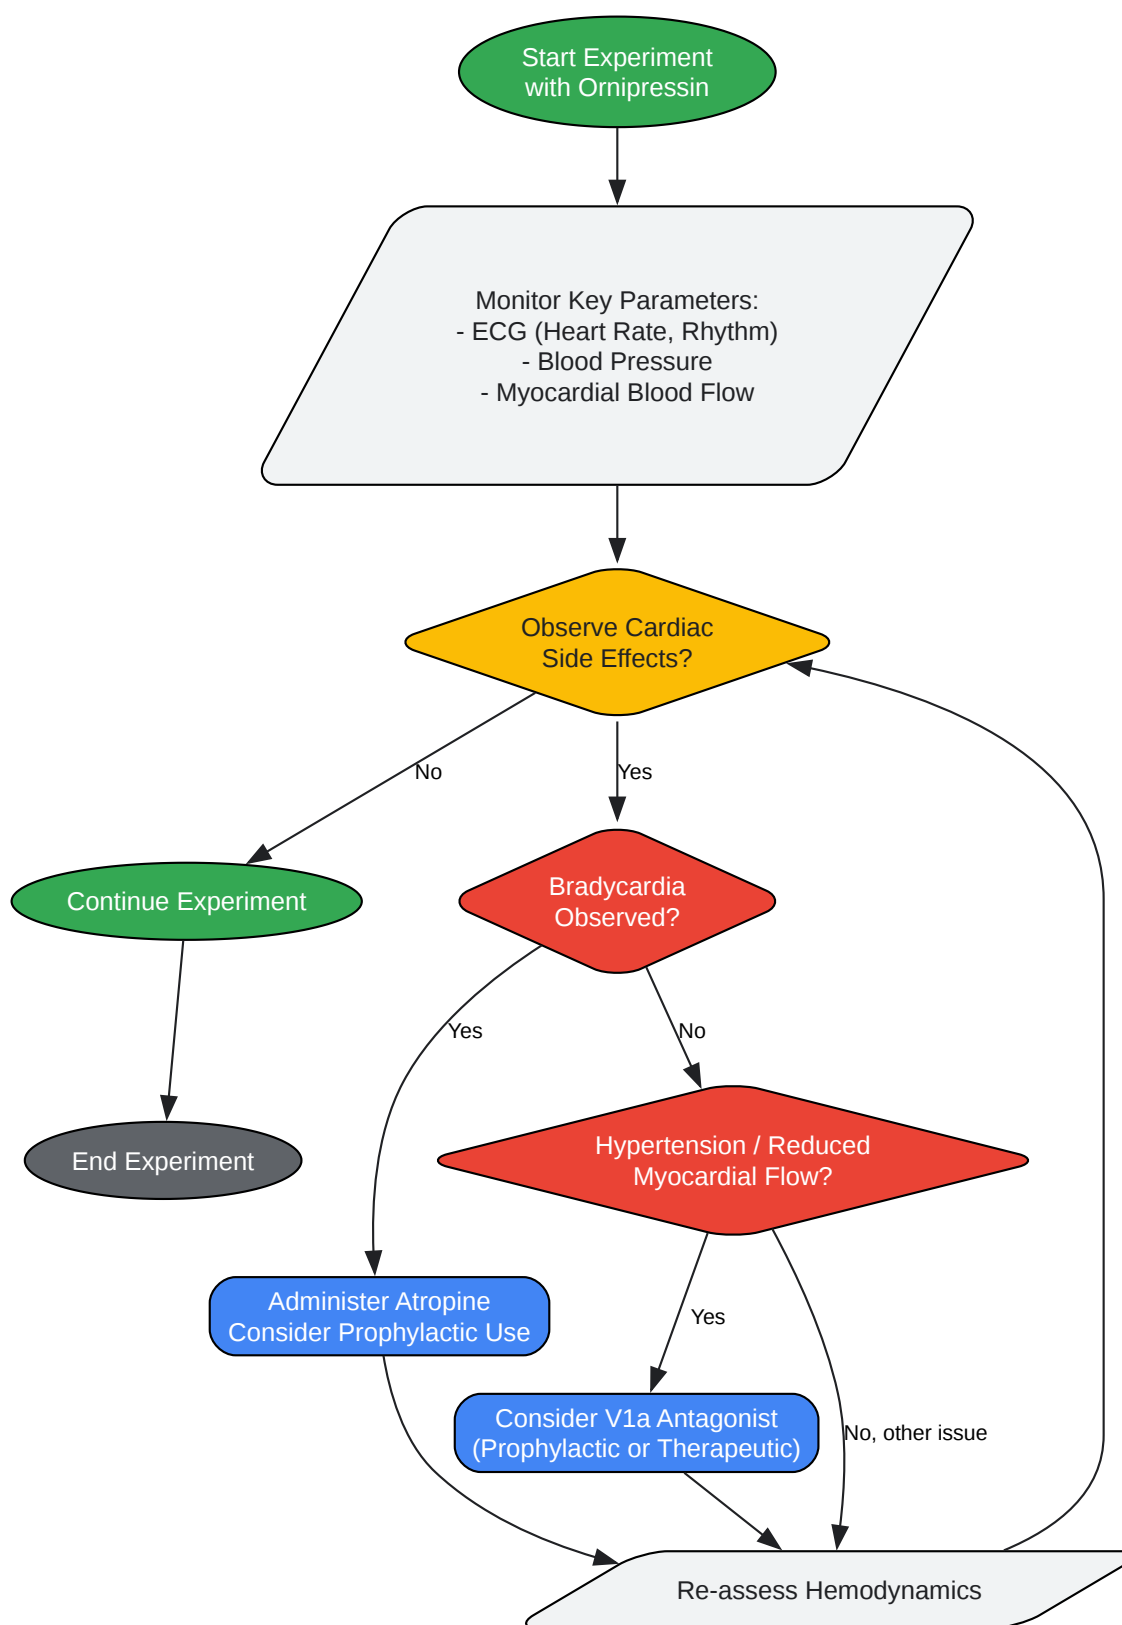 Start Experiment
with Ornipressin
Monitor Key Parameters:
- ECG (Heart Rate, Rhythm)
- Blood Pressure
- Myocardial Blood Flow
Observe Cardiac
Side Effects?
No
Yes
Continue Experiment
Bradycardia
Observed?
Yes
No
End Experiment
Hypertension / Reduced
Myocardial Flow?
Administer Atropine
Consider Prophylactic Use
Yes
Consider V1a Antagonist
(Prophylactic or Therapeutic)
No, other issue
Re-assess Hemodynamics